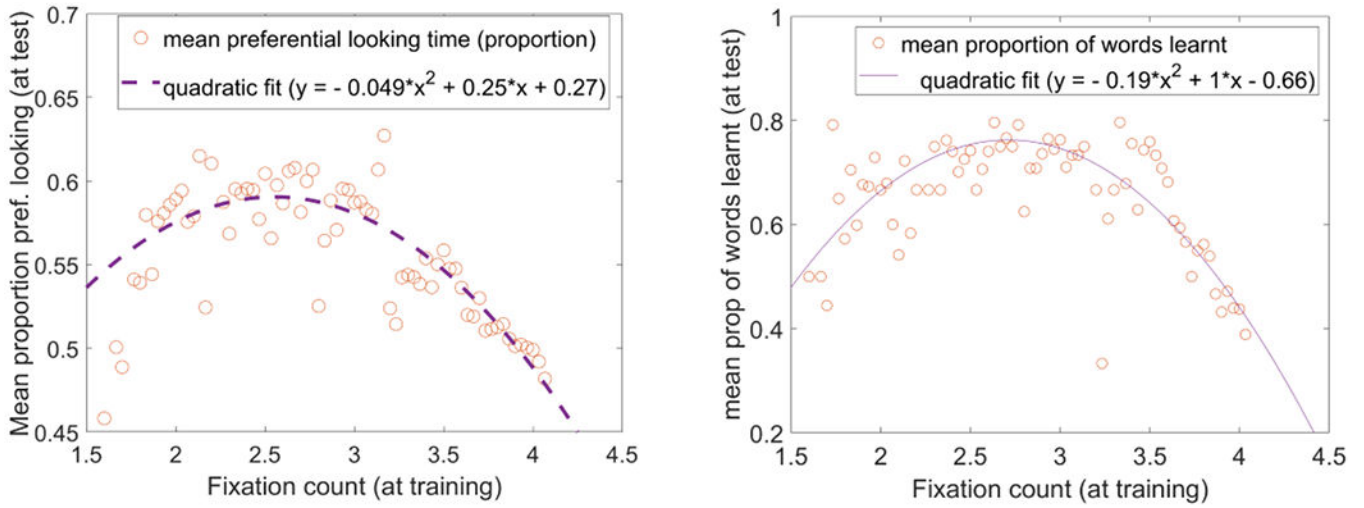 Mean proportion pref. looking (at test)
0.7
0.65
0.6
0.55
0.5
0.45
mean preferential looking time (proportion)
quadratic fit (y = - 0.049*x² + 0.25*x + 0.27)
1.5 2 2.5 3 3.5 4 4.5
Fixation count (at training)
mean prop of words learnt (at test)
1
0.8
0.6
0.4
0.2
mean proportion of words learnt
quadratic fit (y = - 0.19*x² + 1*x - 0.66)
1.5 2 2.5 3 3.5 4 4.5
Fixation count (at training)